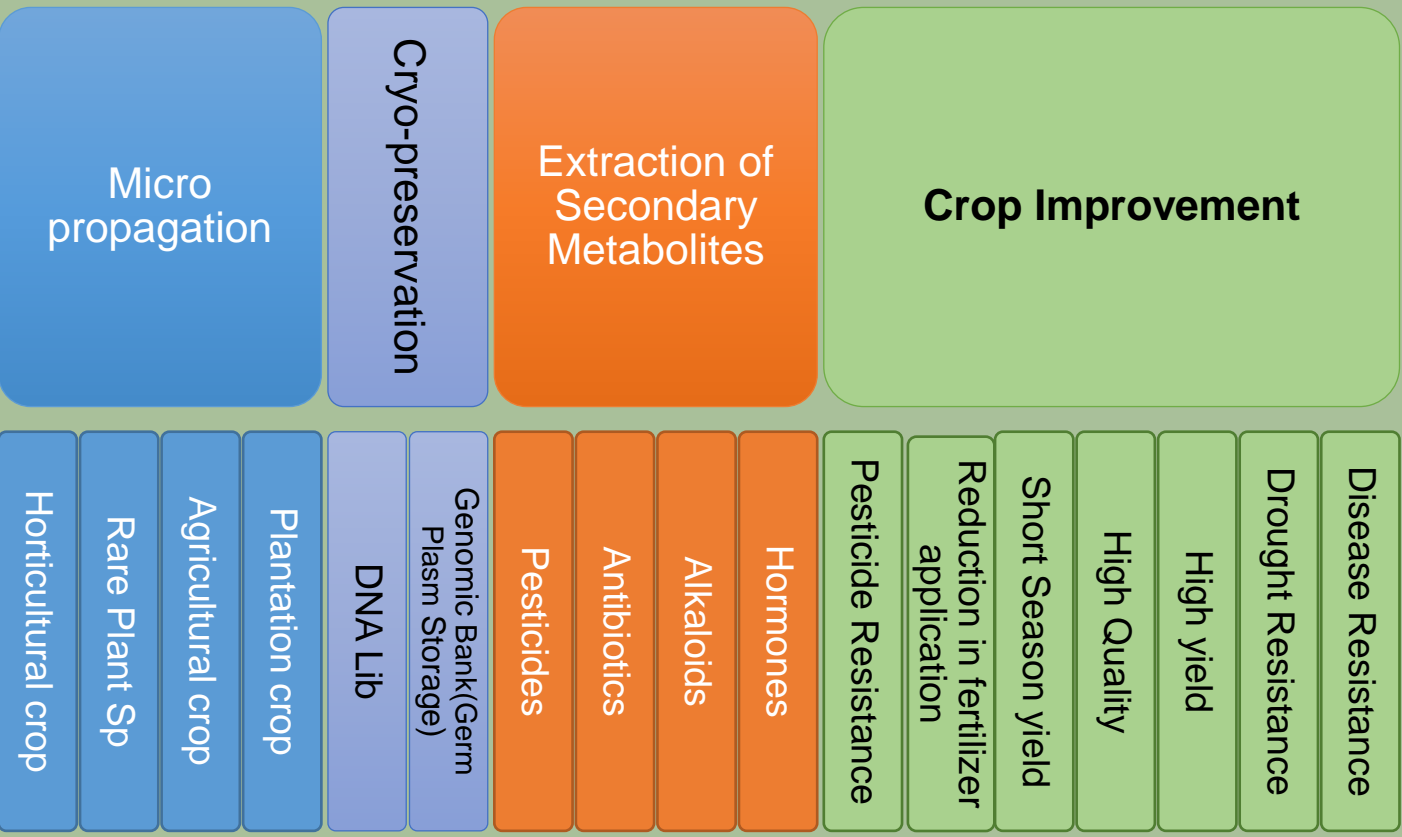 Micro
propagation
Cryo-preservation
Extraction of
Secondary
Metabolites
Crop Improvement
Horticultural crop
Rare Plant Sp
Agricultural crop
Plantation crop
DNA Lib
Genomic Bank(Germ
Plasm Storage)
Pesticides
Antibiotics
Alkaloids
Hormones
Pesticide Resistance
Reduction in fertilizer
application
Short Season yield
High Quality
High yield
Drought Resistance
Disease Resistance